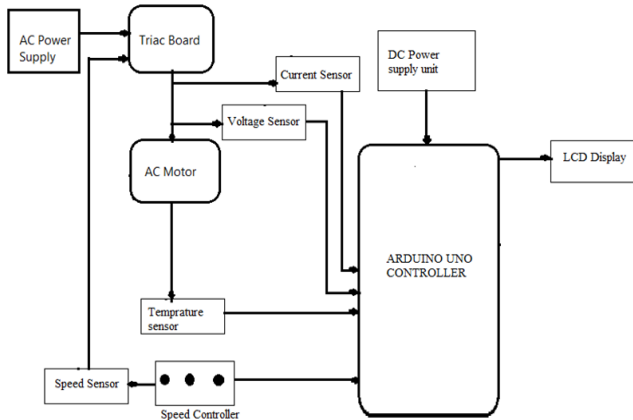 AC Power
Supply
Triac Board
Current Sensor
DC Power
supply unit
Voltage Sensor
LCD Display
AC Motor
ARDUINO UNO
CONTROLLER
Temprature
sensor
Speed Sensor
Speed Controller